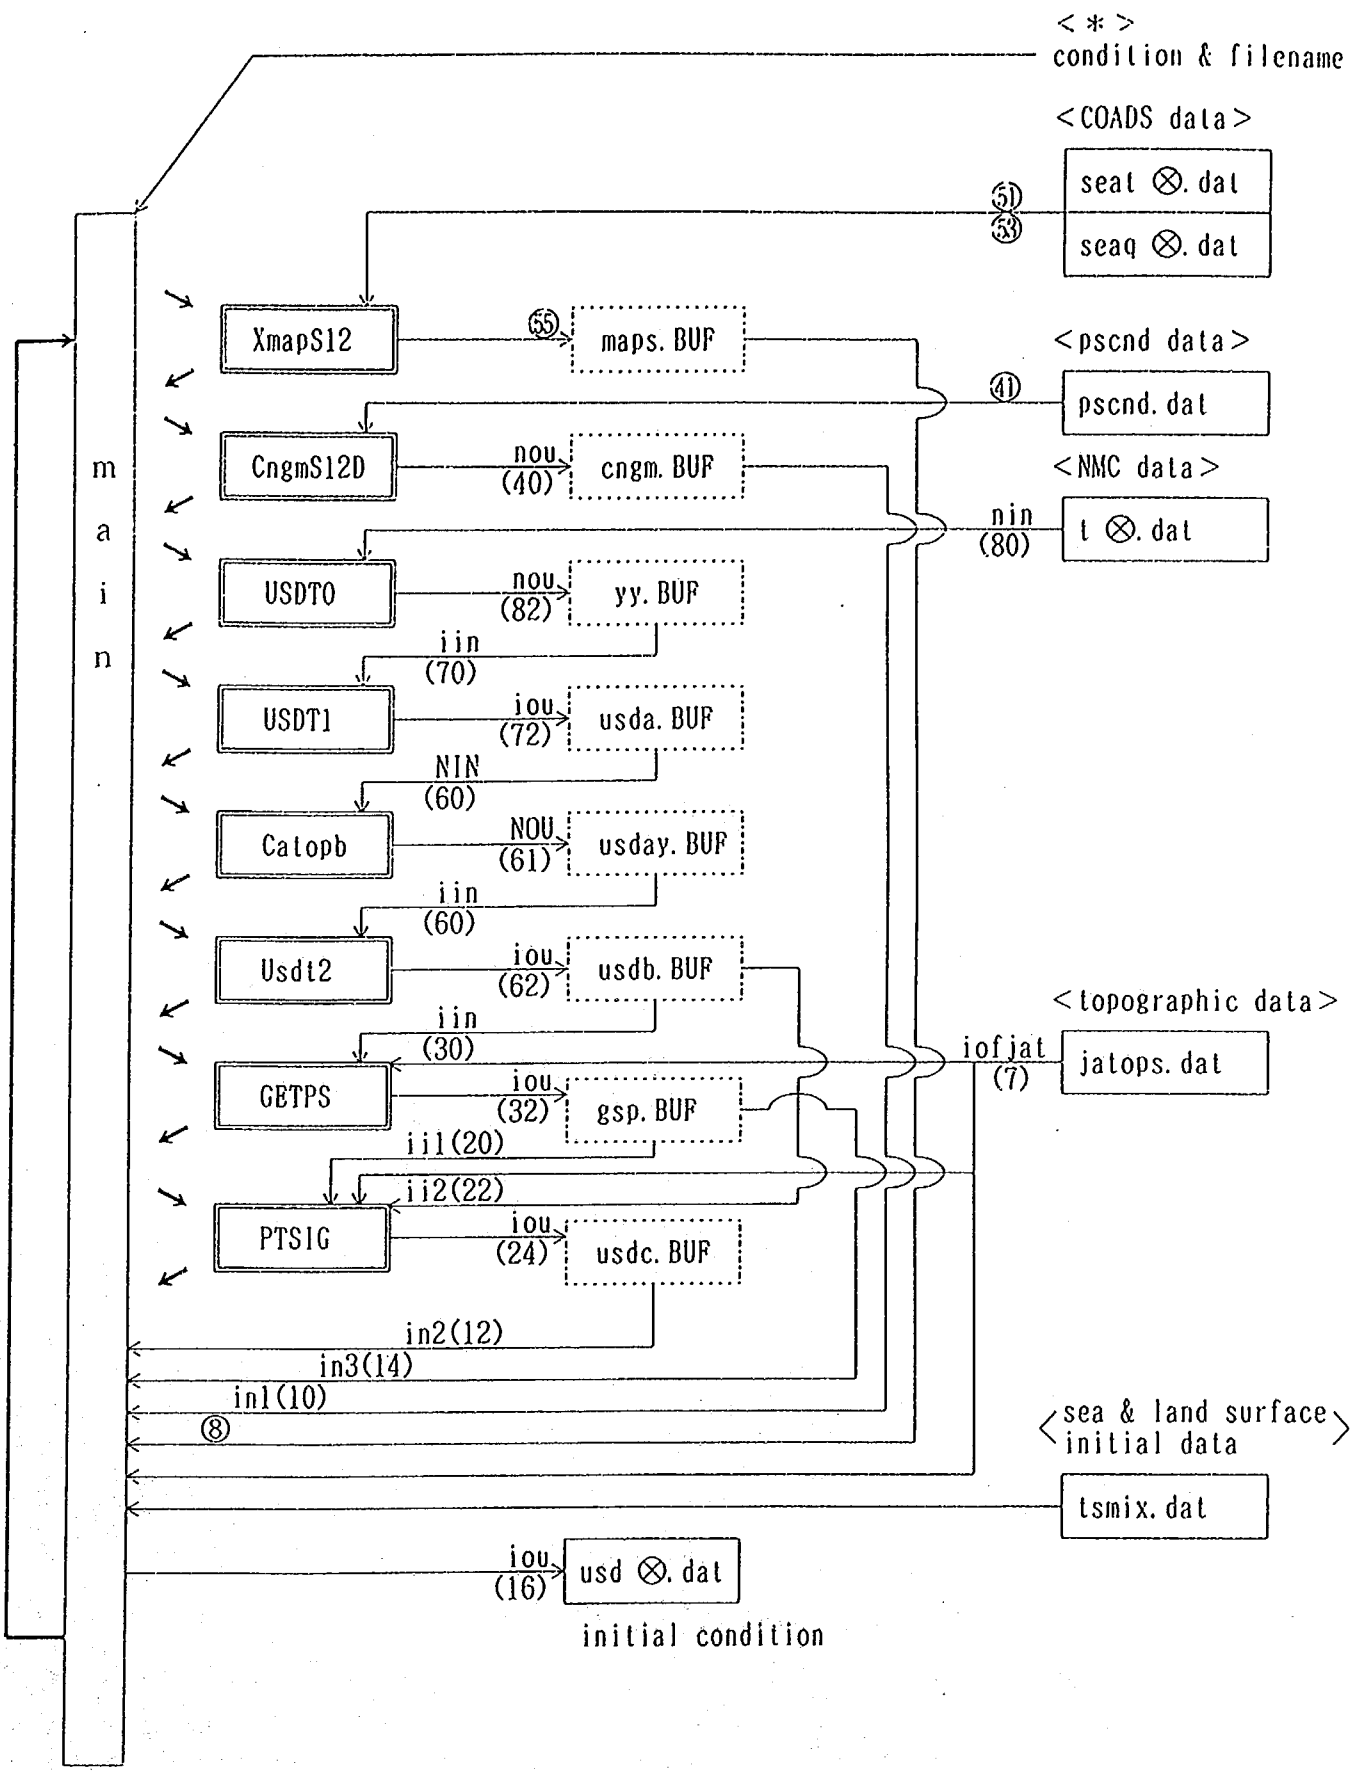 <*>
condition & filename
<COADS data>
seat ⊗.dat
51
53
seaq ⊗.dat
XmapS12
55
maps.BUF
<pscnd data>
41
pscnd.dat
main
CngmS12D
nou
(40)
cngm.BUF
<NMC data>
nin
(80)
t ⊗.dat
USDT0
nou
(82)
yy.BUF
iin
(70)
USDT1
iou
(72)
usda.BUF
NIN
(60)
Catopb
NOU
(61)
usday.BUF
iin
(60)
Usdt2
iou
(62)
usdb.BUF
<topographic data>
iin
(30)
iofjat
(7)
jatops.dat
GETPS
iou
(32)
gsp.BUF
ii1(20)
ii2(22)
PTSIG
iou
(24)
usdc.BUF
in2(12)
in3(14)
in1(10)
8
<sea & land surface
initial data>
tsmix.dat
iou
(16)
usd ⊗.dat
initial condition